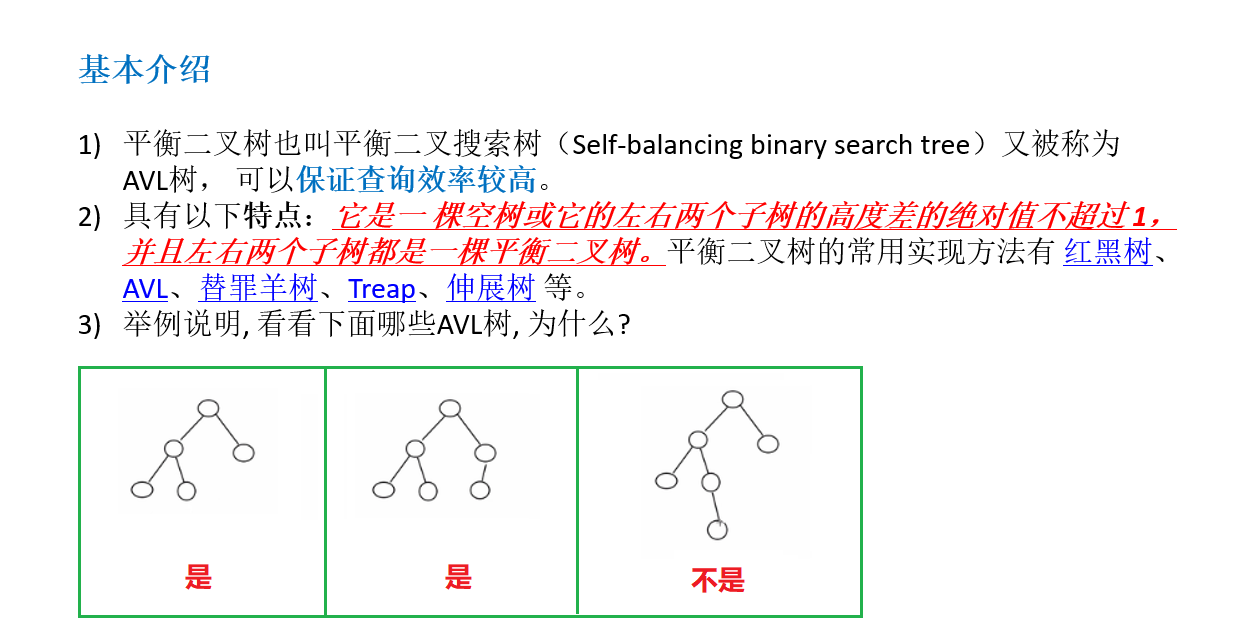 基本介绍
1) 平衡二叉树也叫平衡二叉搜索树（Self-balancing binary search tree）又被称为
AVL树， 可以保证查询效率较高。
2) 具有以下特点：它是一 棵空树或它的左右两个子树的高度差的绝对值不超过1，
并且左右两个子树都是一棵平衡二叉树。平衡二叉树的常用实现方法有 红黑树、
AVL、替罪羊树、Treap、伸展树 等。
3) 举例说明, 看看下面哪些AVL树, 为什么?
是
是
不是